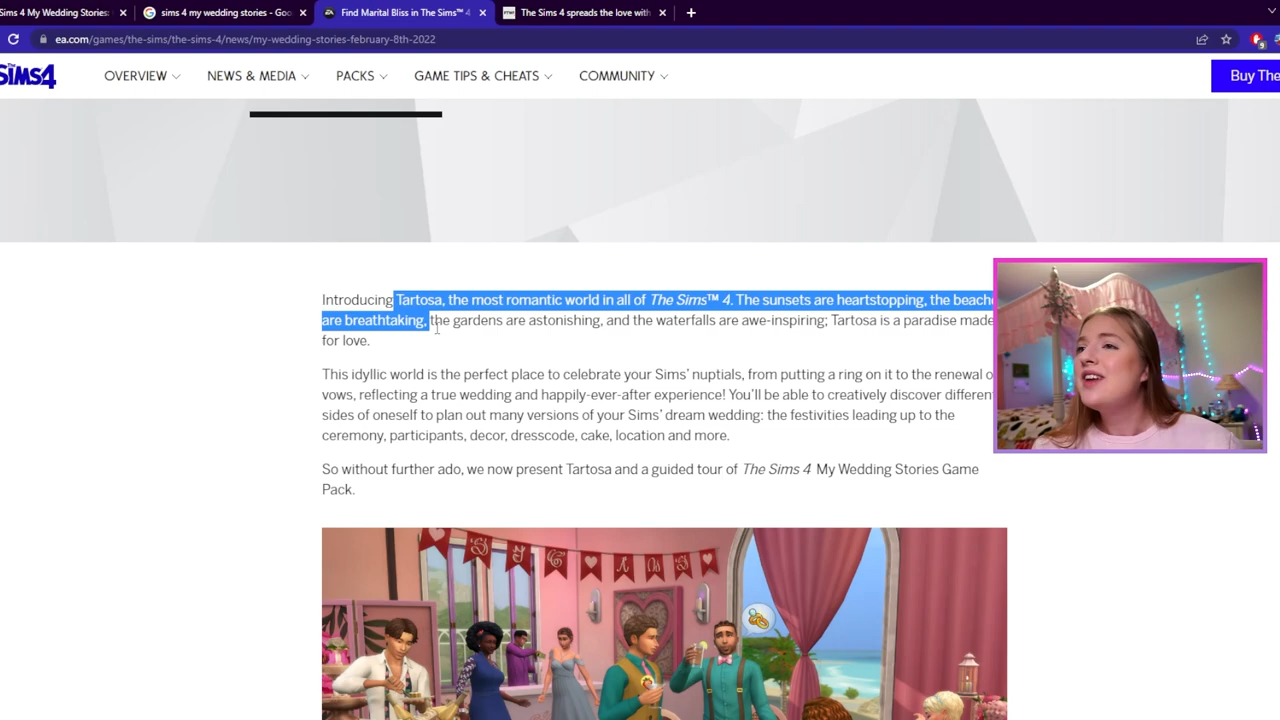 Sims 4 My Wedding Stories:
sims 4 my wedding stories - Goo
Find Marital Bliss in The Sims™ 4
The Sims 4 spreads the love with
ea.com/games/the-sims/the-sims-4/news/my-wedding-stories-february-8th-2022
9
The SiMS4
OVERVIEW
NEWS & MEDIA
PACKS
GAME TIPS & CHEATS
COMMUNITY
Buy The
Introducing Tartosa, the most romantic world in all of The Sims™ 4. The sunsets are heartstopping, the beache
are breathtaking, the gardens are astonishing, and the waterfalls are awe-inspiring; Tartosa is a paradise made
for love.
This idyllic world is the perfect place to celebrate your Sims' nuptials, from putting a ring on it to the renewal o
vows, reflecting a true wedding and happily-ever-after experience! You'll be able to creatively discover different
sides of oneself to plan out many versions of your Sims' dream wedding: the festivities leading up to the
ceremony, participants, decor, dresscode, cake, location and more.
So without further ado, we now present Tartosa and a guided tour of The Sims 4 My Wedding Stories Game
Pack.